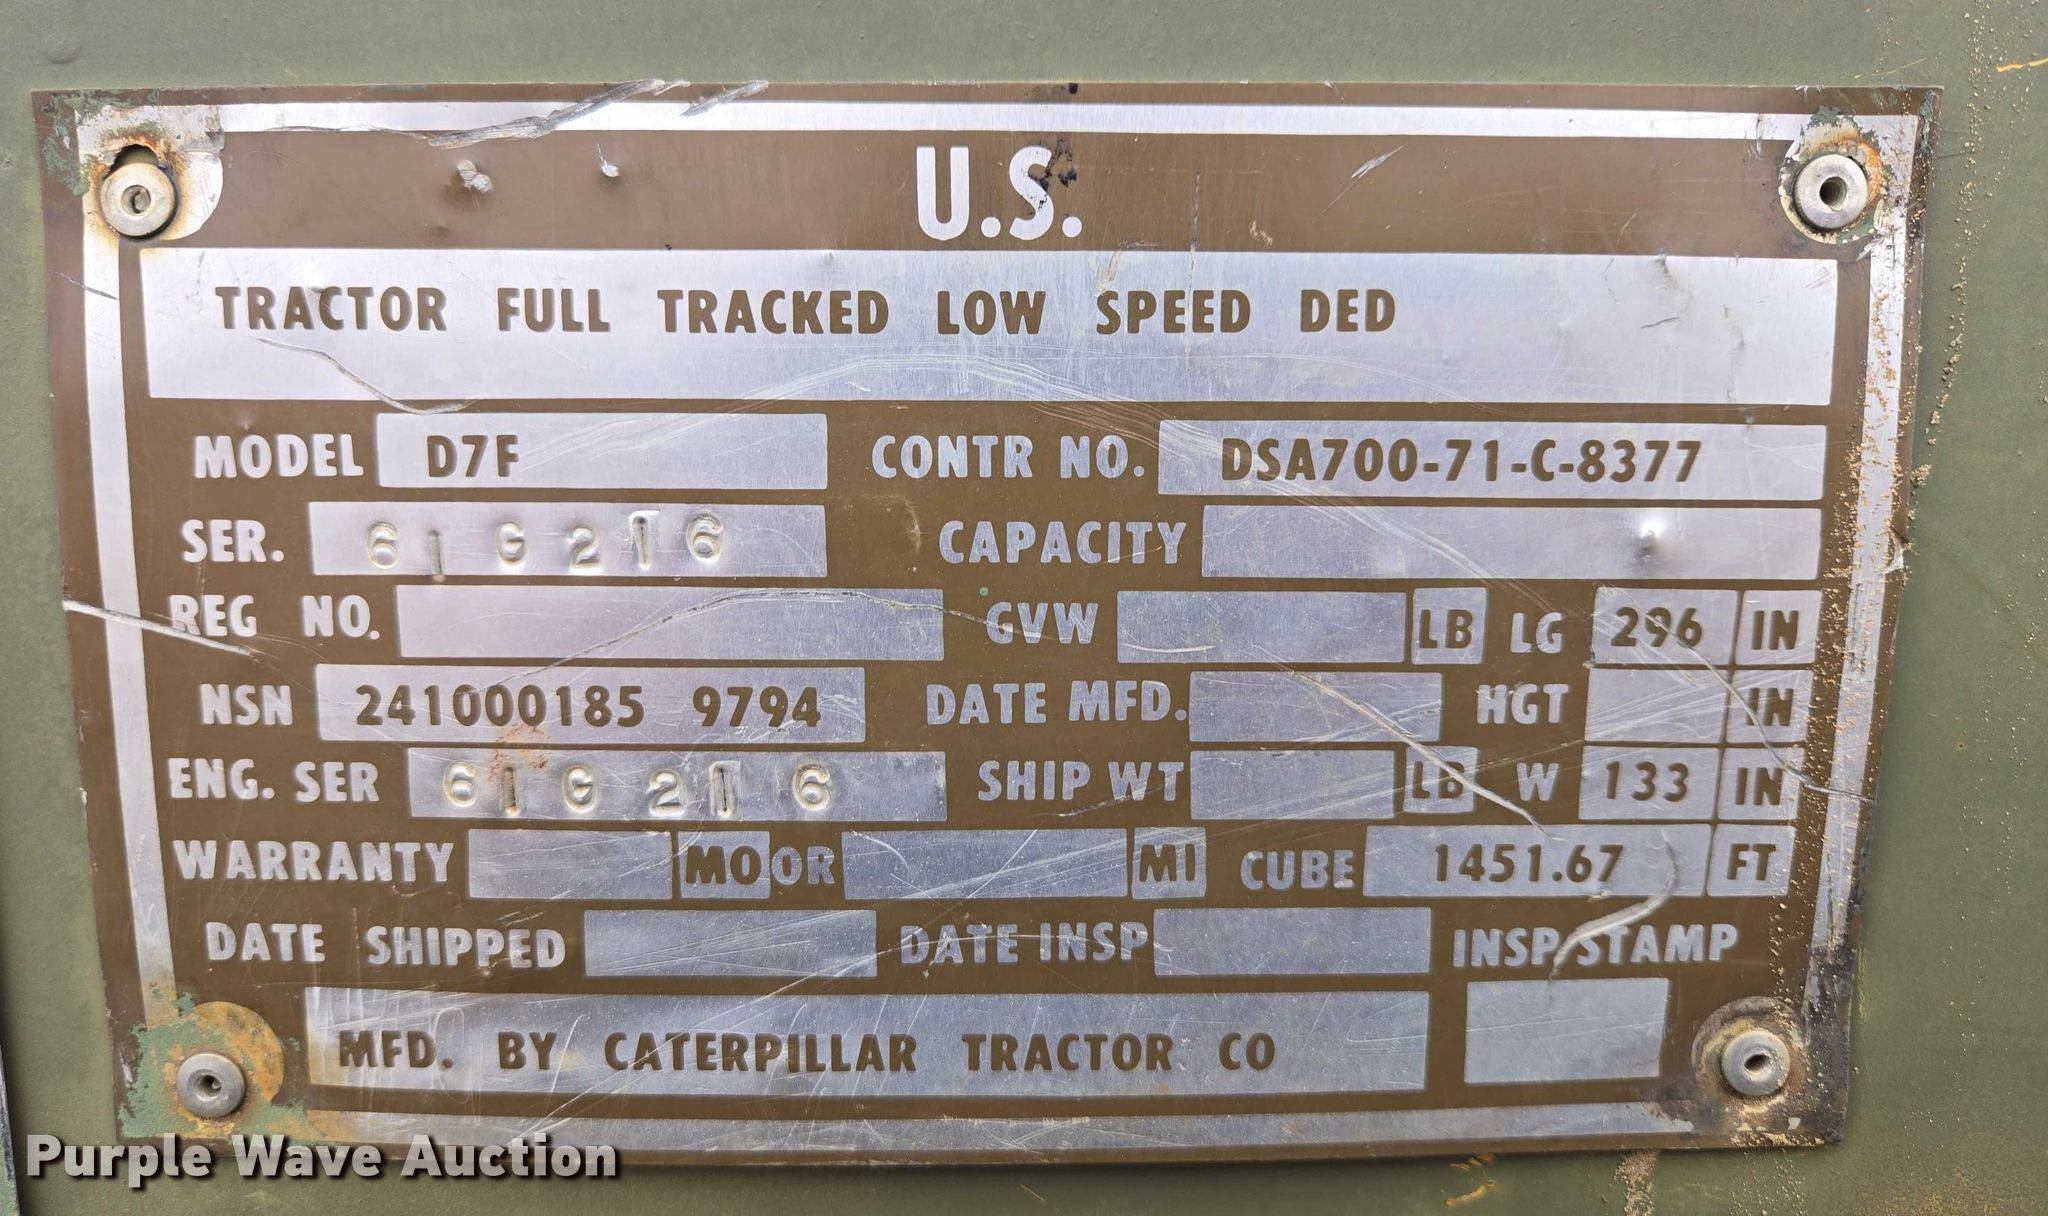 U.S.
TRACTOR FULL TRACKED LOW SPEED DED
MODEL D7F CONTR NO. DSA700-71-C-8377
SER. 61G216 CAPACITY
REG NO. GVW LB LG 296 IN
NSN 241000185 9794 DATE MFD. HGT IN
ENG. SER 61G216 SHIP WT LB W 133 IN
WARRANTY MO OR MI CUBE 1451.67 FT
DATE SHIPPED DATE INSP INSP STAMP
MFD. BY CATERPILLAR TRACTOR CO
Purple Wave Auction